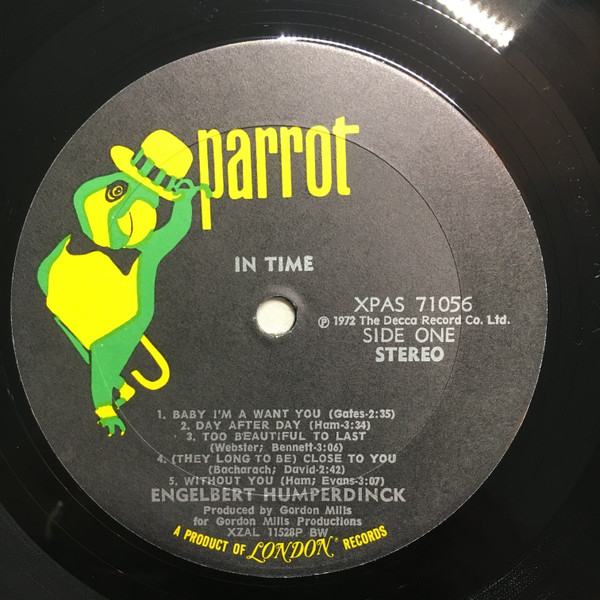 parrot
IN TIME
XPAS 71056
℗ 1972 The Decca Record Co. Ltd.
SIDE ONE
STEREO
1. BABY I'M A WANT YOU (Gates-2:35)
2. DAY AFTER DAY (Ham-3:34)
3. TOO BEAUTIFUL TO LAST
(Webster; Bennett-3:06)
4. (THEY LONG TO BE) CLOSE TO YOU
(Bacharach; David-2:42)
5. WITHOUT YOU (Ham; Evans-3:07)
ENGELBERT HUMPERDINCK
Produced by Gordon Mills
for Gordon Mills Productions
XZAL 11528P BW
A PRODUCT OF LONDON® RECORDS